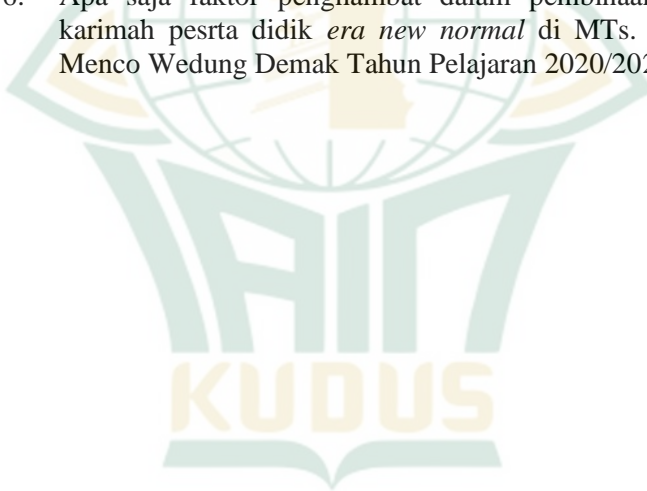 6. Apa saja faktor penghambat dalam pembinaan
karimah pesrta didik era new normal di MTs.
Menco Wedung Demak Tahun Pelajaran 2020/202
IAIN
KUDUS